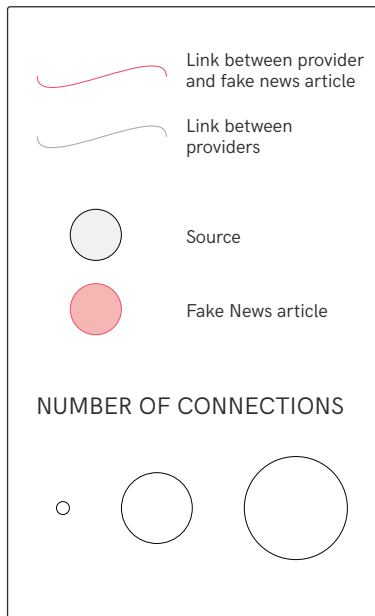 Link between provider
and fake news article
Link between
providers
Source
Fake News article
NUMBER OF CONNECTIONS